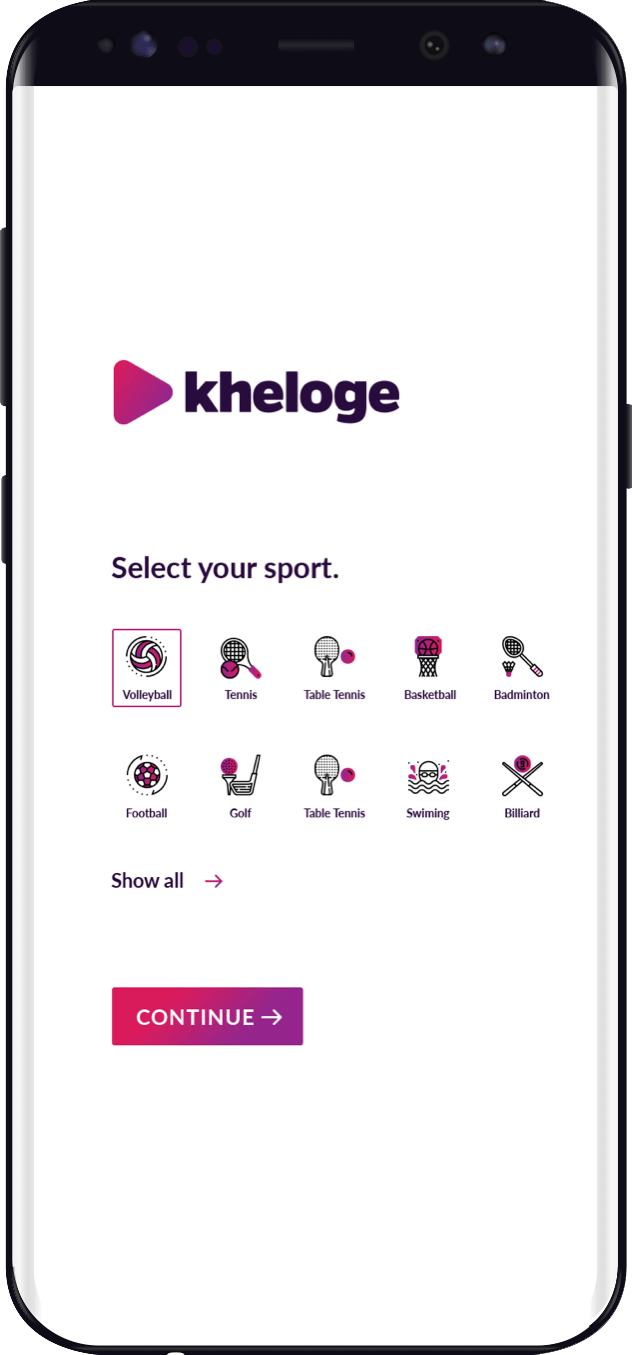 kheloge
Select your sport.
Volleyball Tennis Table Tennis Basketball Badminton
Football Golf Table Tennis Swiming Billiard
Show all →
CONTINUE →